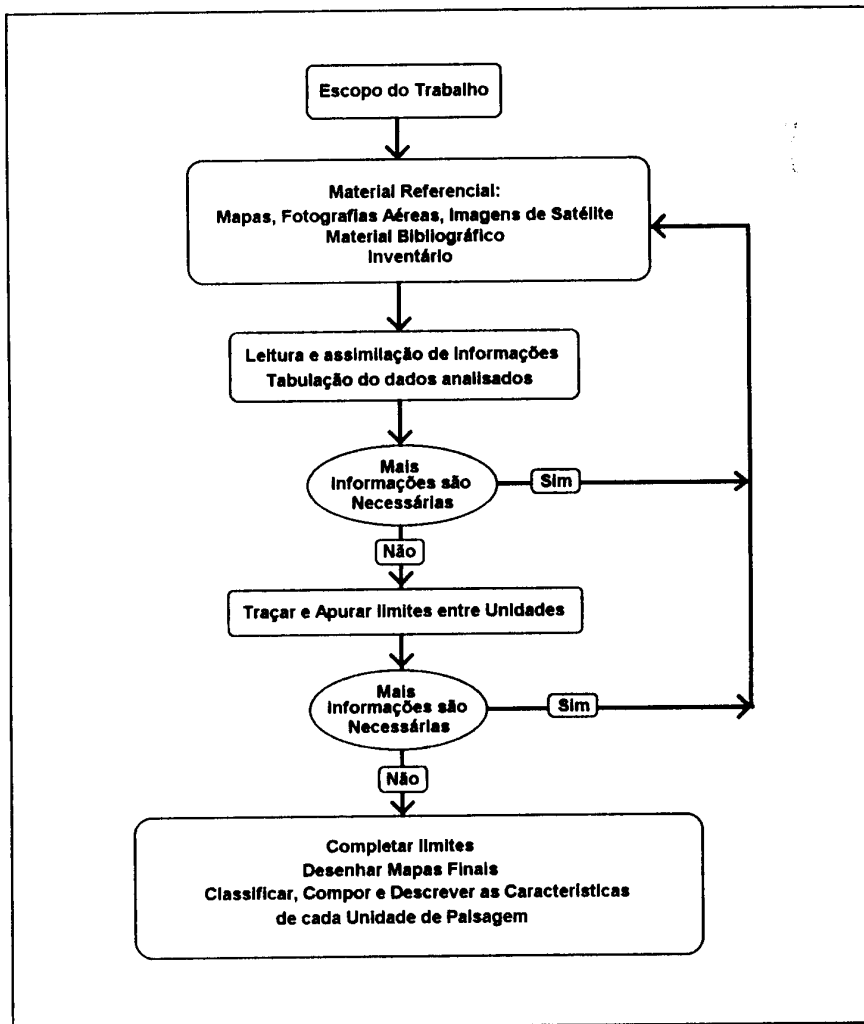 Escopo do Trabalho
Material Referencial:
Mapas, Fotografias Aéreas, Imagens de Satélite
Material Bibliográfico
Inventário
Leitura e assimilação de Informações
Tabulação do dados analisados
Mais
Informações são
Necessárias
Sim
Não
Traçar e Apurar limites entre Unidades
Mais
Informações são
Necessárias
Sim
Não
Completar limites
Desenhar Mapas Finais
Classificar, Compor e Descrever as Características
de cada Unidade de Paisagem